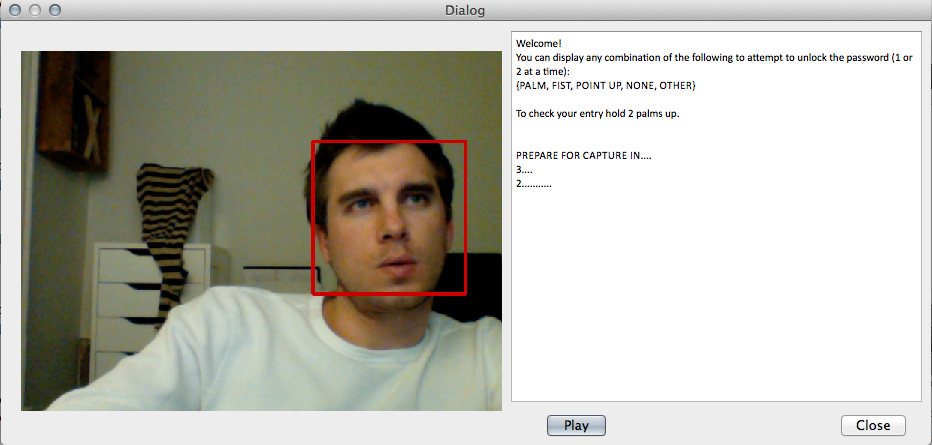 Dialog
Welcome!
You can display any combination of the following to attempt to unlock the password (1 or
2 at a time):
{PALM, FIST, POINT UP, NONE, OTHER}
To check your entry hold 2 palms up.
PREPARE FOR CAPTURE IN....
3....
2...........
Play
Close